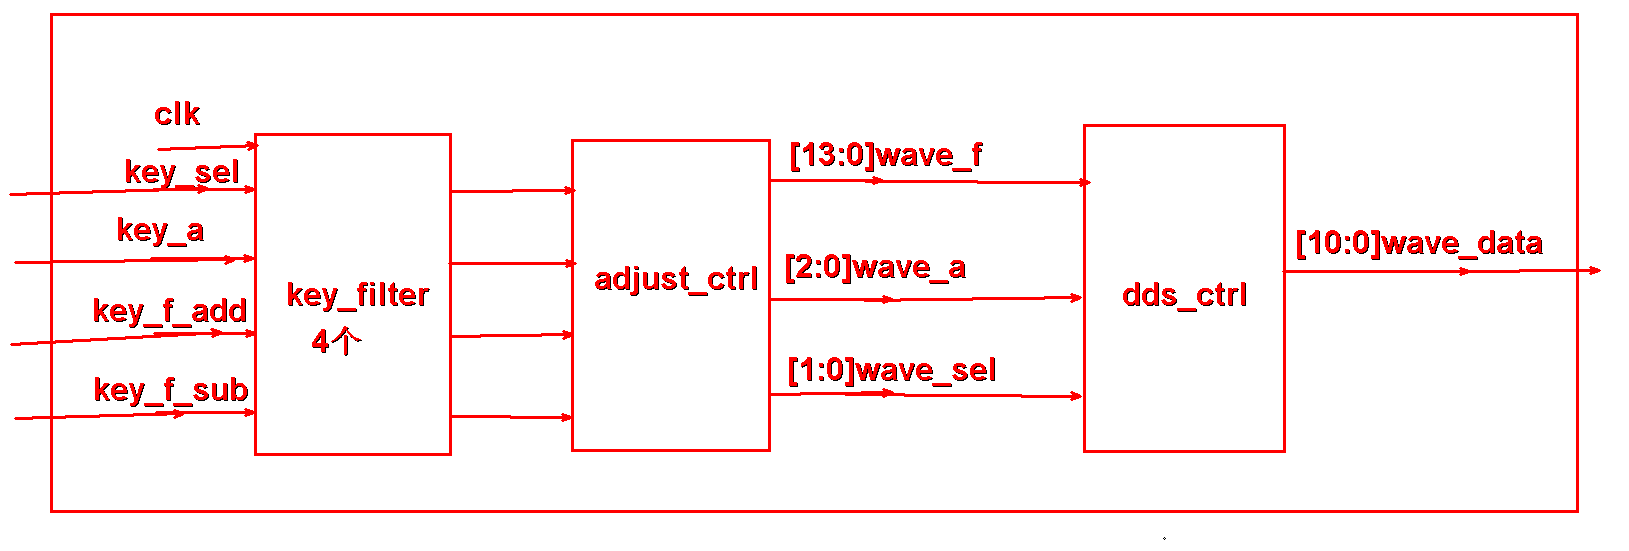 clk
key_sel
key_a
key_f_add
key_f_sub
key_filter
4个
adjust_ctrl
[13:0]wave_f
[2:0]wave_a
[1:0]wave_sel
dds_ctrl
[10:0]wave_data